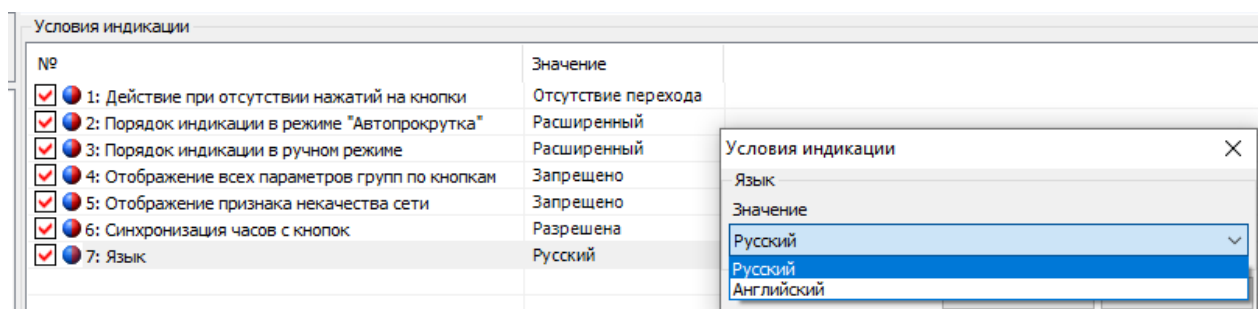 Условия индикации
№ Значение
1: Действие при отсутствии нажатий на кнопки Отсутствие перехода
2: Порядок индикации в режиме "Автопрокрутка" Расширенный
3: Порядок индикации в ручном режиме Расширенный
4: Отображение всех параметров групп по кнопкам Запрещено
5: Отображение признака некачества сети Запрещено
6: Синхронизация часов с кнопок Разрешена
7: Язык Русский
Условия индикации
Язык
Значение
Русский
Русский
Английский